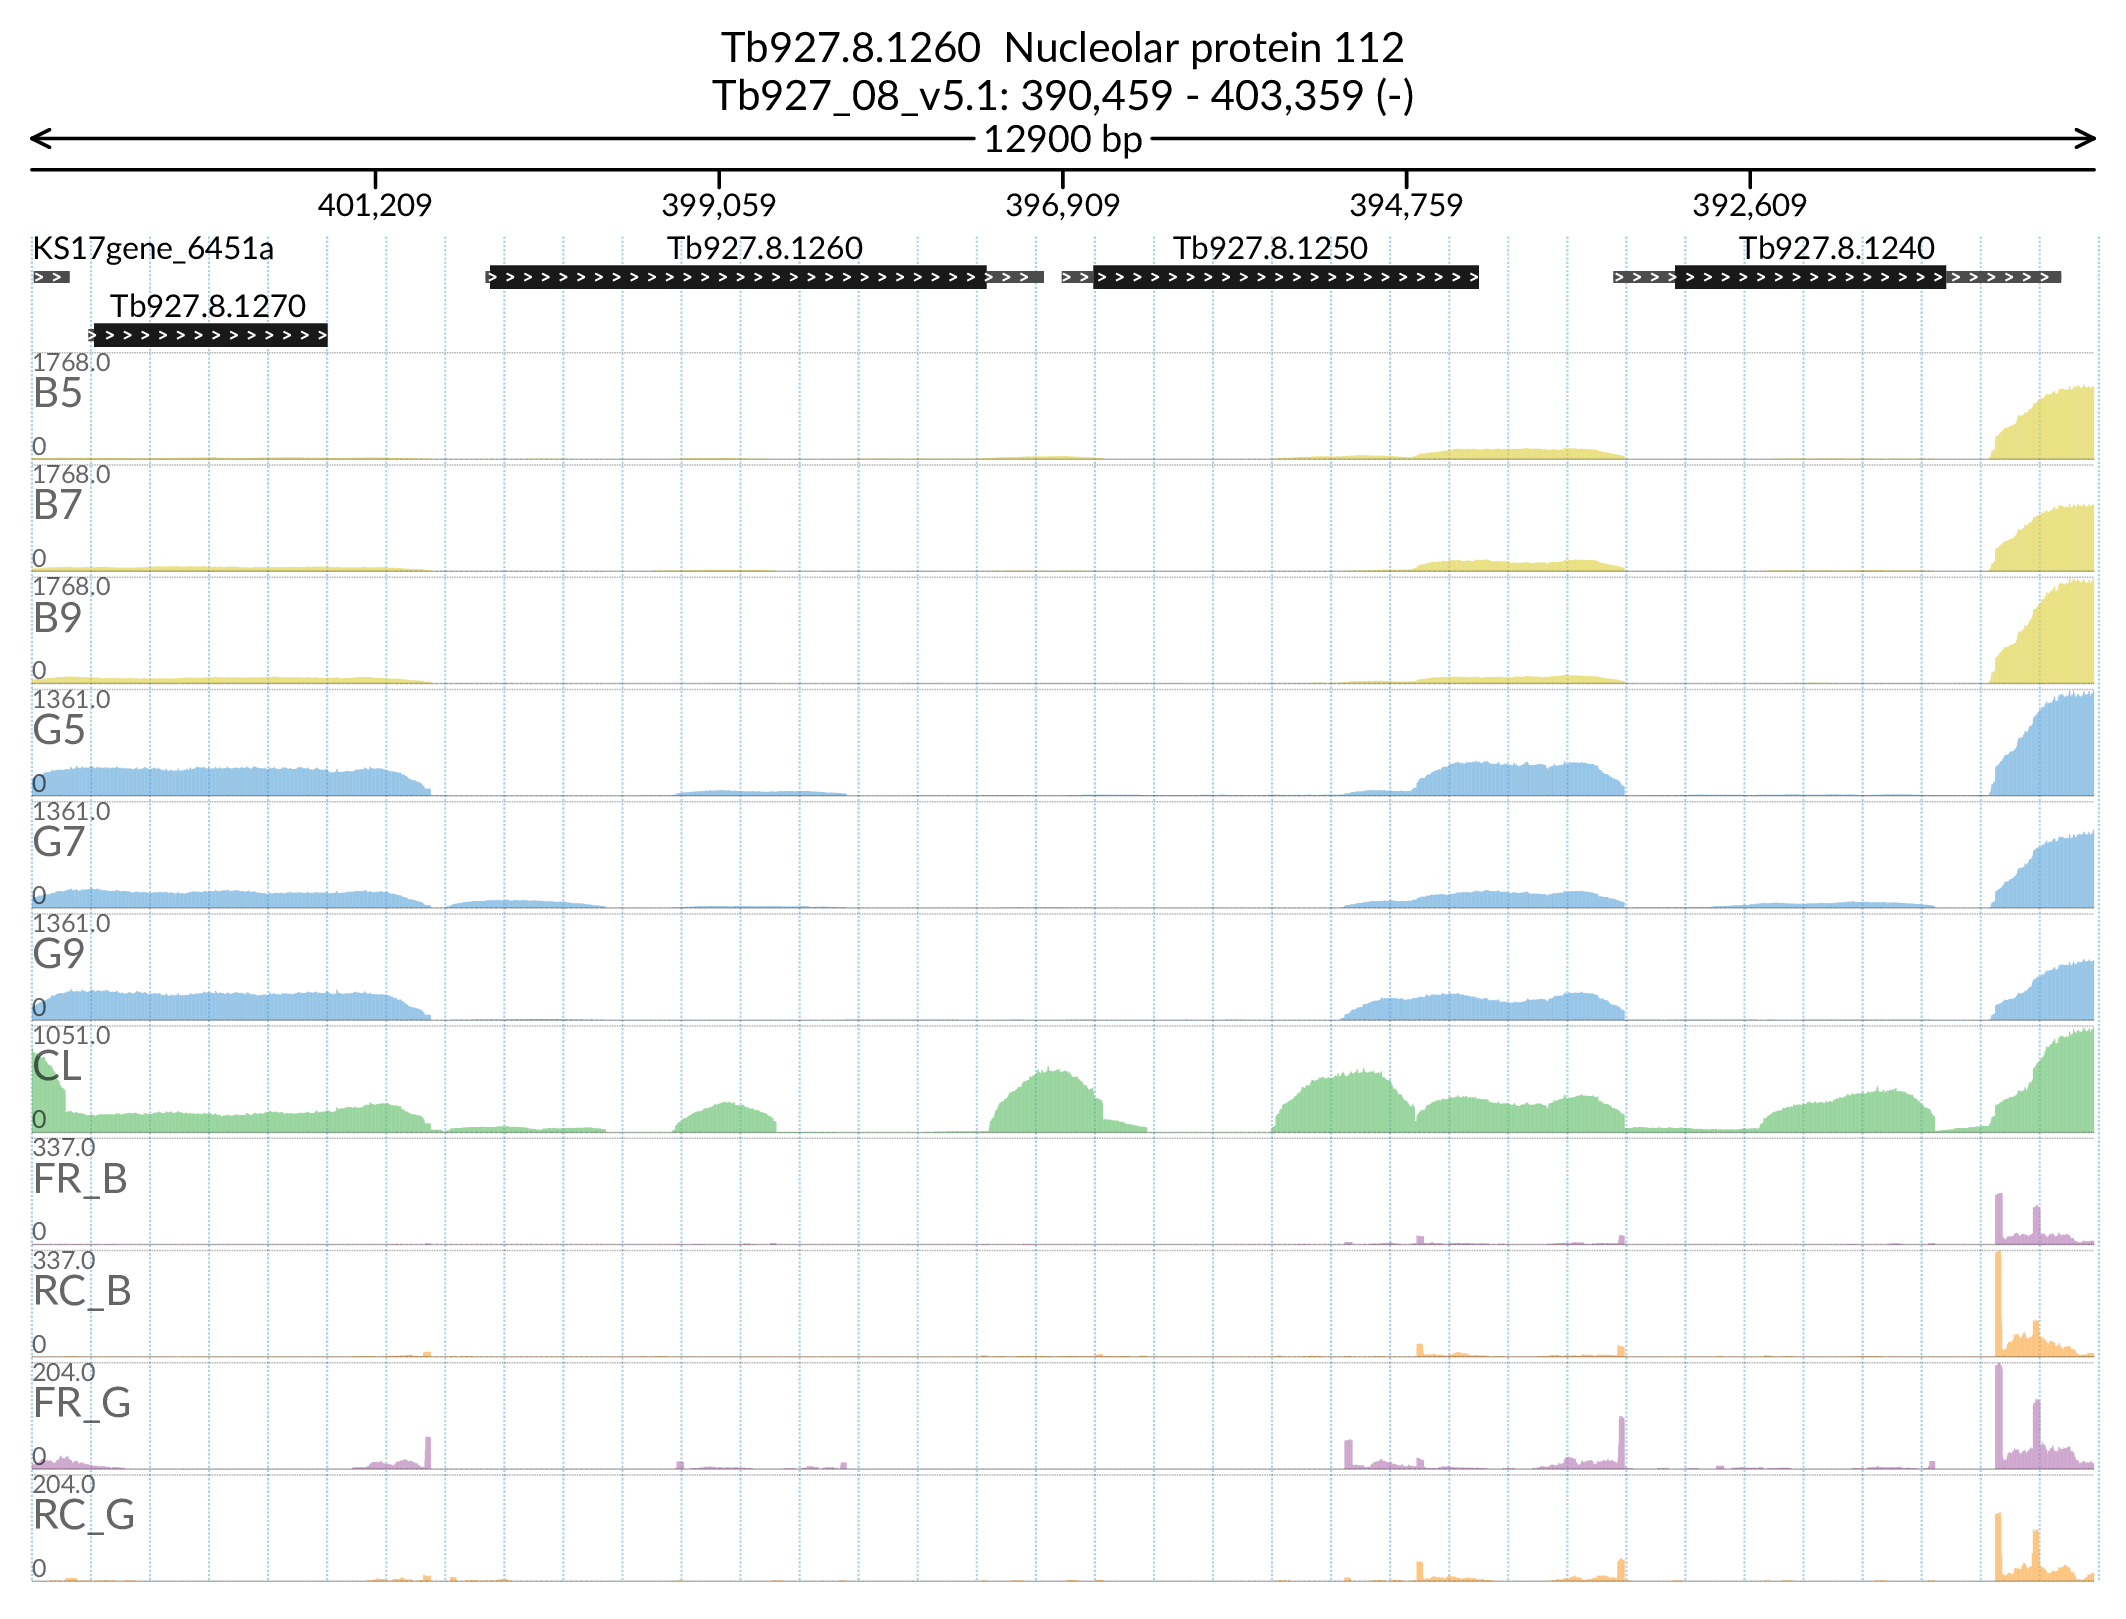 Tb927.8.1260  Nucleolar protein 112
Tb927_08_v5.1: 390,459 - 403,359 (-)
12900 bp
401,209 399,059 396,909 394,759 392,609
KS17gene_6451a Tb927.8.1260 Tb927.8.1250 Tb927.8.1240
Tb927.8.1270
1768.0
B5
0
1768.0
B7
0
1768.0
B9
0
1361.0
G5
0
1361.0
G7
0
1361.0
G9
0
1051.0
CL
0
337.0
FR_B
0
337.0
RC_B
0
204.0
FR_G
0
204.0
RC_G
0